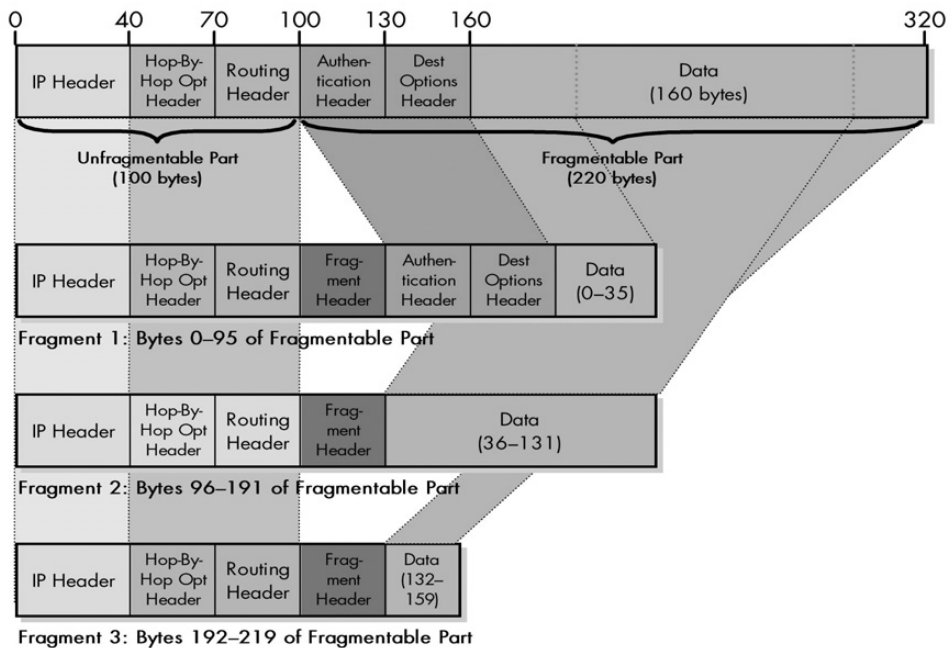 0 40 70 100 130 160 320
IP Header
Hop-By-
Hop Opt
Header
Routing
Header
Authen-
tication
Header
Dest
Options
Header
Data
(160 bytes)
Unfragmentable Part
(100 bytes)
Fragmentable Part
(220 bytes)
IP Header
Hop-By-
Hop Opt
Header
Routing
Header
Frag-
ment
Header
Authen-
tication
Header
Dest
Options
Header
Data
(0–35)
Fragment 1: Bytes 0–95 of Fragmentable Part
IP Header
Hop-By-
Hop Opt
Header
Routing
Header
Frag-
ment
Header
Data
(36–131)
Fragment 2: Bytes 96–191 of Fragmentable Part
IP Header
Hop-By-
Hop Opt
Header
Routing
Header
Frag-
ment
Header
Data
(132–
159)
Fragment 3: Bytes 192–219 of Fragmentable Part